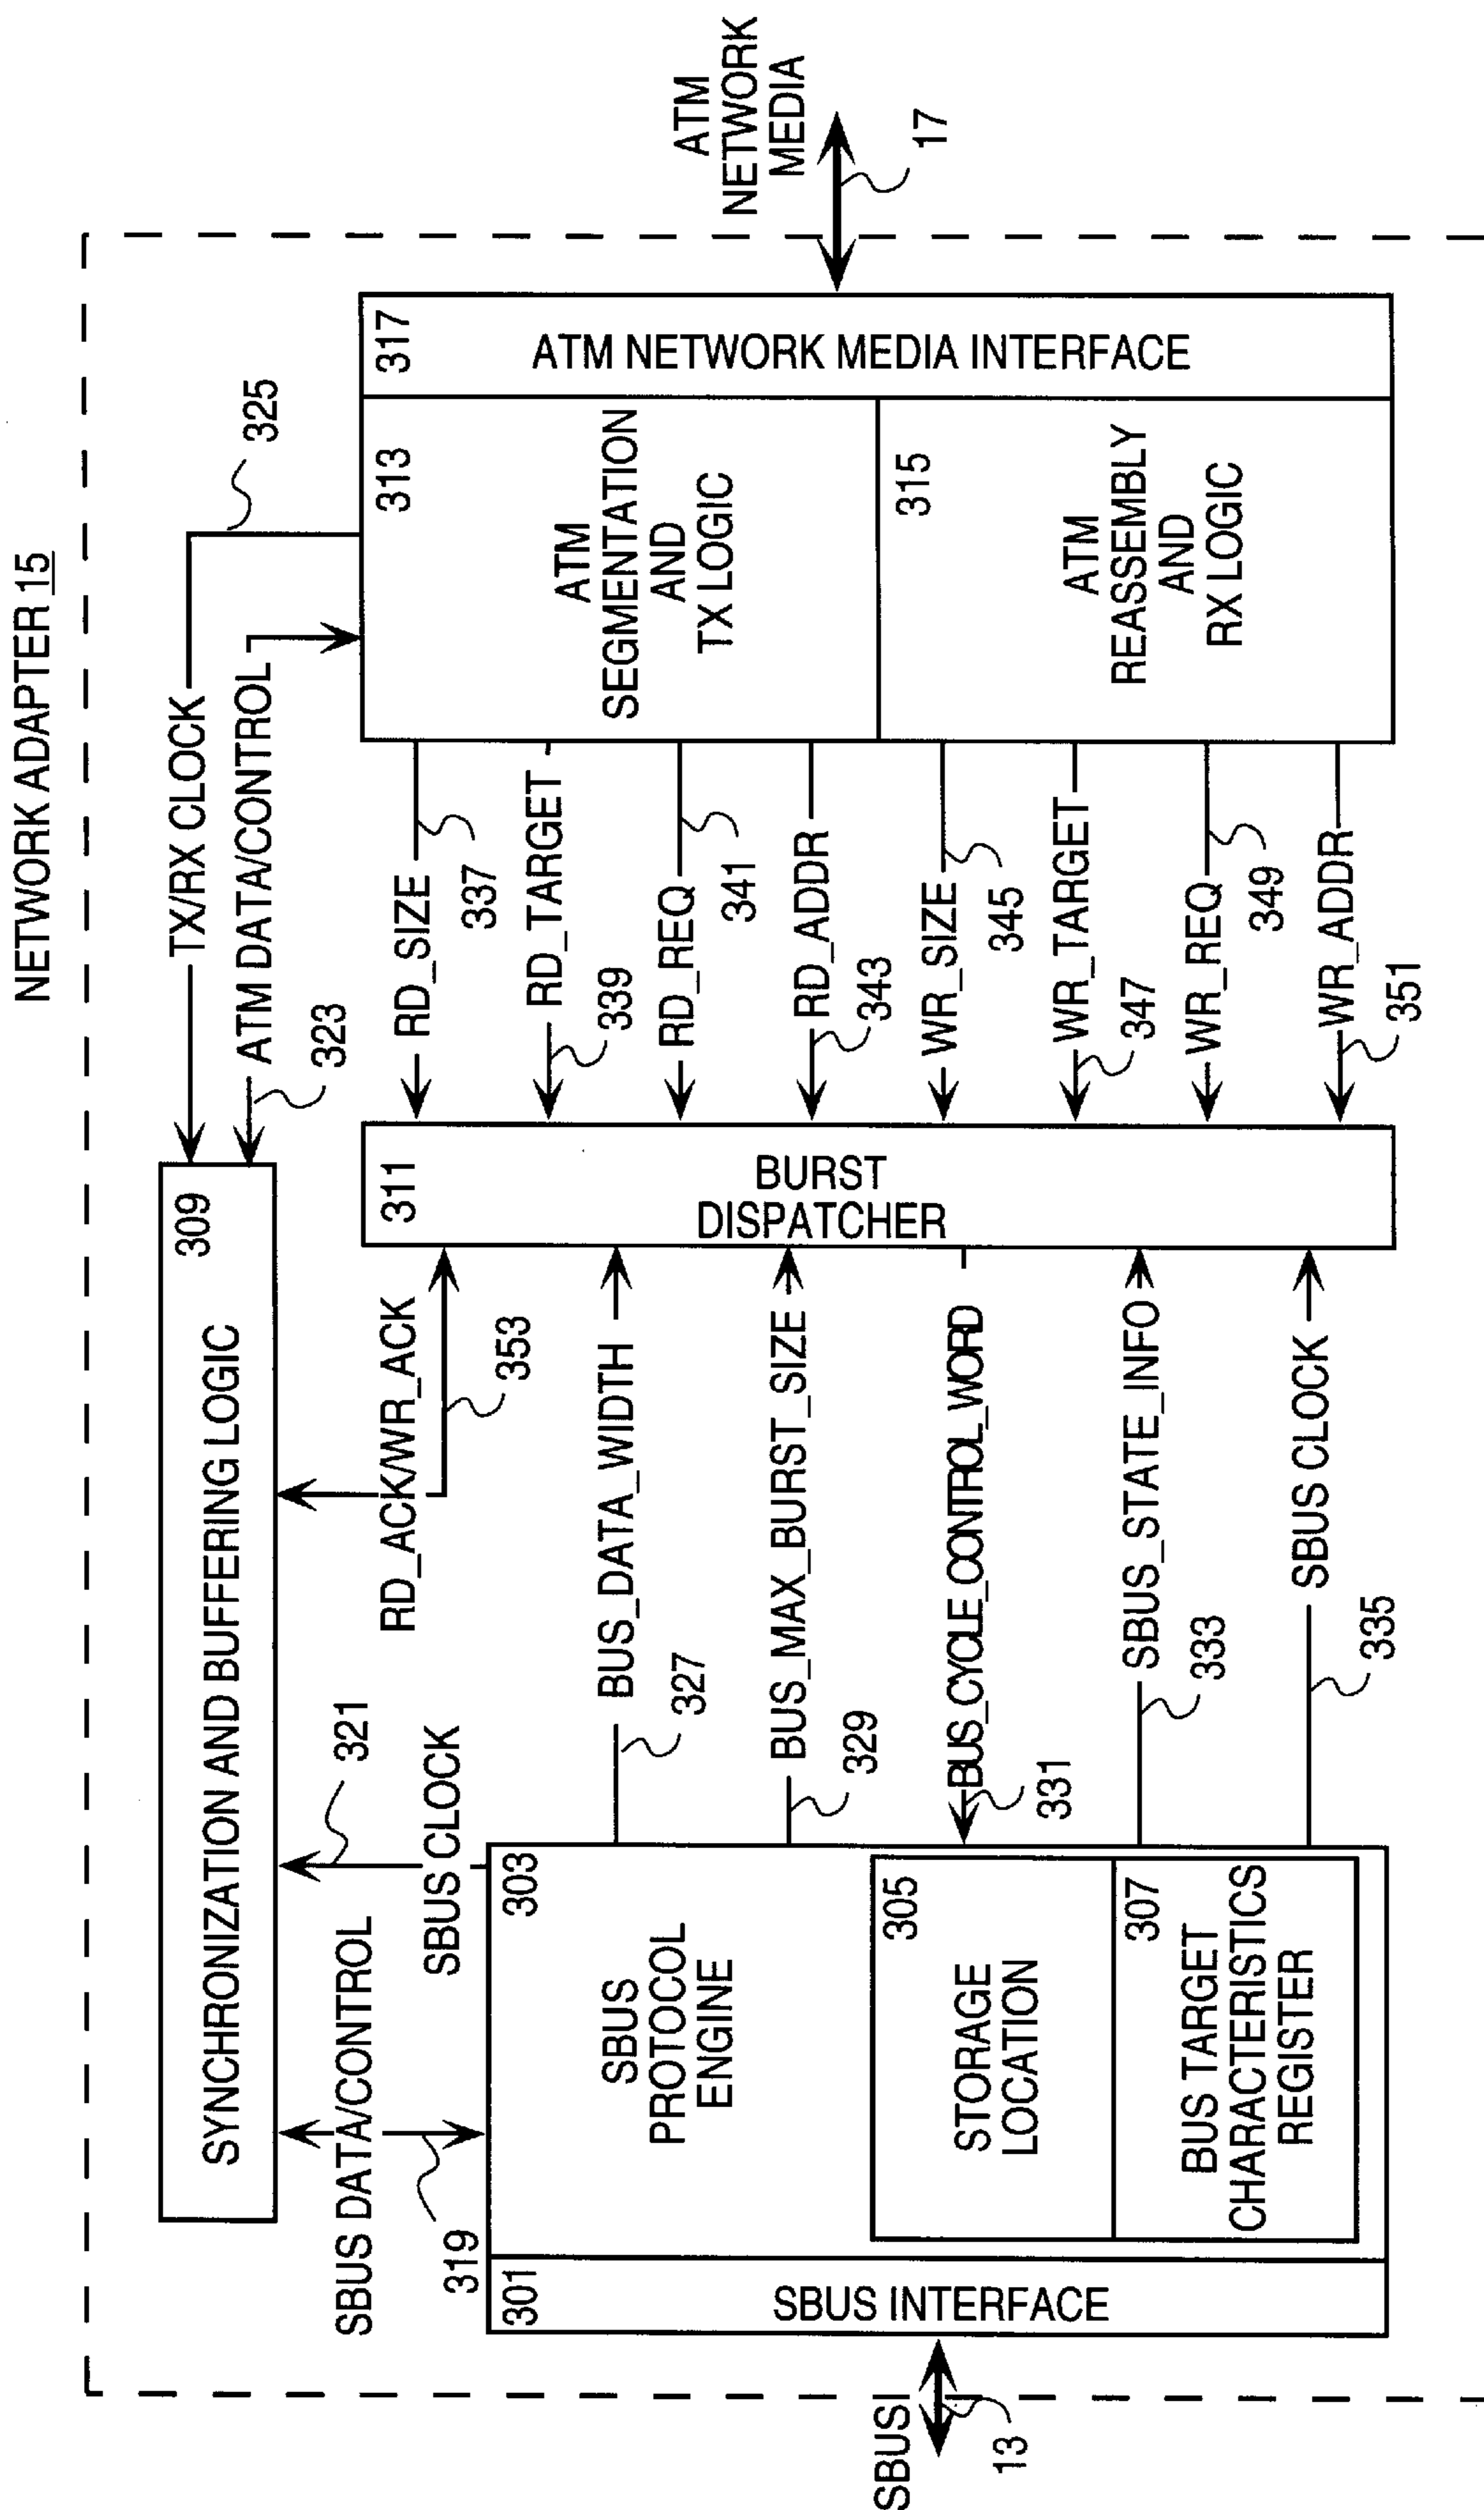 NETWORK ADAPTER 15
325
TX/RX CLOCK
ATM DATA/CONTROL
323
309
SYNCHRONIZATION AND BUFFERING LOGIC
321
SBUS CLOCK
SBUS DATA/CONTROL
319
RD_ACK/WR_ACK
353
317
ATM NETWORK MEDIA INTERFACE
313
ATM
SEGMENTATION
AND
TX LOGIC
315
ATM
REASSEMBLY
AND
RX LOGIC
ATM
NETWORK
MEDIA
17
RD_SIZE
337
RD_TARGET
339
RD_REQ
341
RD_ADDR
343
WR_SIZE
345
WR_TARGET
347
WR_REQ
349
WR_ADDR
351
311
BURST
DISPATCHER
BUS_DATA_WIDTH
327
BUS_MAX_BURST_SIZE
329
BUS_CYCLE_CONTROL_WORD
331
SBUS_STATE_INFO
333
SBUS CLOCK
335
303
SBUS
PROTOCOL
ENGINE
305
STORAGE
LOCATION
307
BUS TARGET
CHARACTERISTICS
REGISTER
301
SBUS INTERFACE
SBUS
13